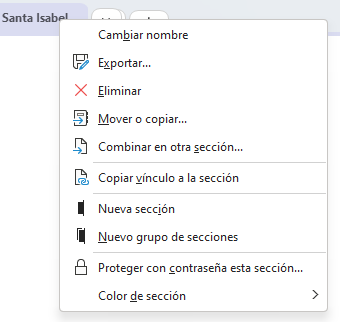 Santa Isabel
Cambiar nombre
Exportar...
Eliminar
Mover o copiar...
Combinar en otra sección...
Copiar vínculo a la sección
Nueva sección
Nuevo grupo de secciones
Proteger con contraseña esta sección...
Color de sección